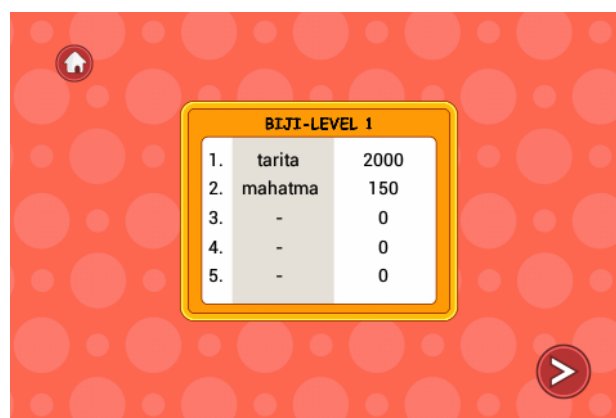 BIJI-LEVEL 1
1. tarita 2000
2. mahatma 150
3. - 0
4. - 0
5. - 0